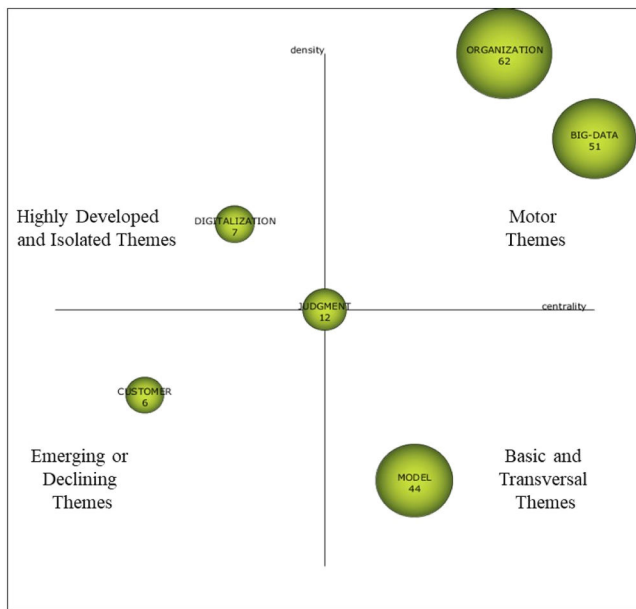 ORGANIZATION
62
density
BIG-DATA
51
Highly Developed
and Isolated Themes
DIGITALIZATION
7
Motor
Themes
JUDGMENT
12
centrality
CUSTOMER
6
Emerging or
Declining
Themes
MODEL
44
Basic and
Transversal
Themes